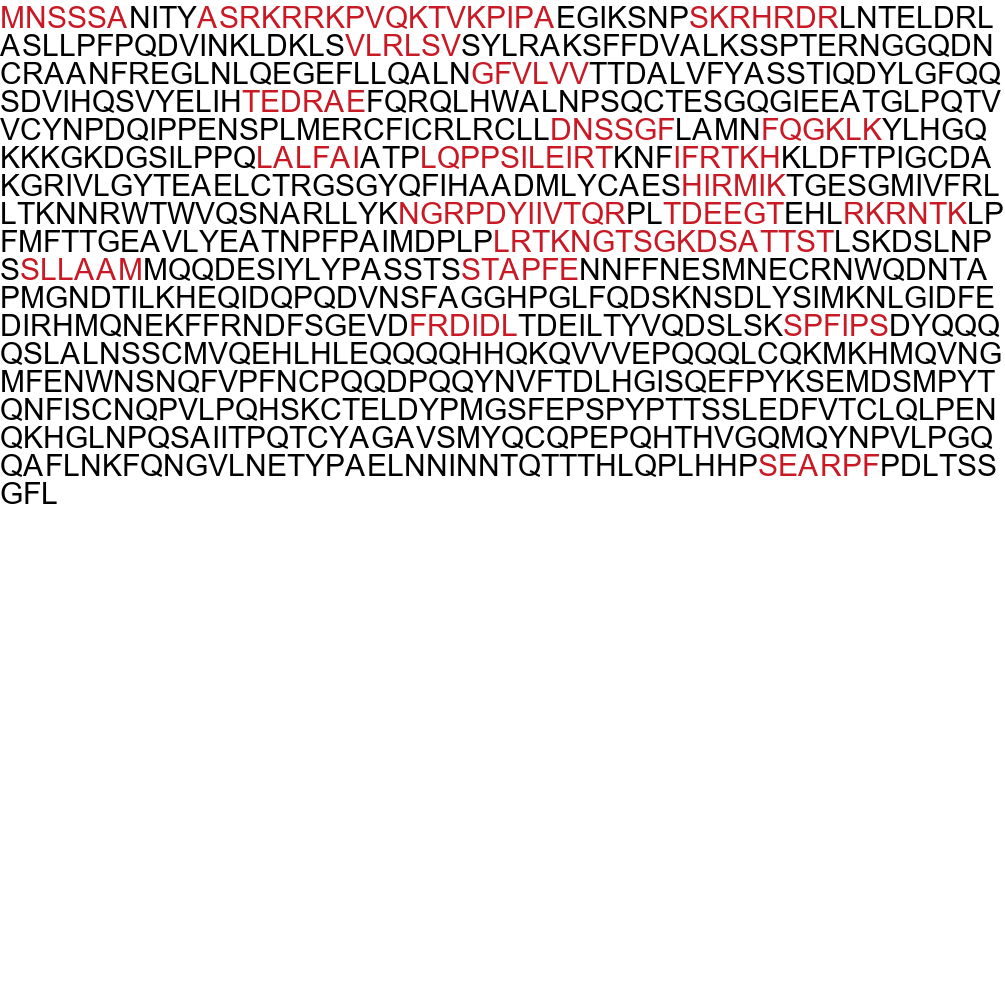 MNSSSANITYASRKRRKPVQKTVKPIPAEGIKSNPSKRHRDRLNTELDRL
ASLLPFPQDVINKLDKLSVLRLSVSYLRAKSFFDVALKSSPTERNGGQDN
CRAANFREGLNLQEGEFLLQALNGFVLVVTTDALVFYASSTIQDYLGFQQ
SDVIHQSVYELIHTEDRAEFQRQLHWALNPSQCTESGQGIEEATGLPQTV
VCYNPDQIPPENSPLMERCFICRLRCLLDNSSGFLAMNFQGKLKYLHGQ
KKKGKDGSILPPQLALFAIATPLQPPSILEIRTKNFIFRTKHKLDFTPIGCDA
KGRIVLGYTEAELCTRGSGYQFIHAADMLYCAESHIRMIKTGESGMIVFRL
LTKNNRWTWVQSNARLLYKNGRPDYIIVTQRPLTDEEGTEHLRKRNTKLP
FMFTTGEAVLYEATNPFPAIMDPLPLRTKNGTSGKDSATTSTLSKDSLNP
SSLLAAMMQQDESIYLYPASSTSSTAPFENNFFNESMNECRNWQDNTA
PMGNDTILKHEQIDQPQDVNSFAGGHPGLFQDSKNSDLYSIMKNLGIDFE
DIRHMQNEKFFRNDFSGEVDFRDIDLTDEILTYVQDSLSKSPFIPSDYQQQ
QSLALNSSCMVQEHLHLEQQQQHHQKQVVVEPQQQLCQKMKHMQVNG
MFENWNSNQFVPFNCPQQDPQQYNVFTDLHGISQEFPYKSEMDSMPYT
QNFISCNQPVLPQHSKCTELDYPMGSFEPSPYPTTSSLEDFVTCLQLPEN
QKHGLNPQSAIITPQTCYAGAVSMYQCQPEPQHTHVGQMQYNPVLPGQ
QAFLNKFQNGVLNETYPAELNNINNTQTTTHLQPLHHPSEARPFPDLTSS
GFL